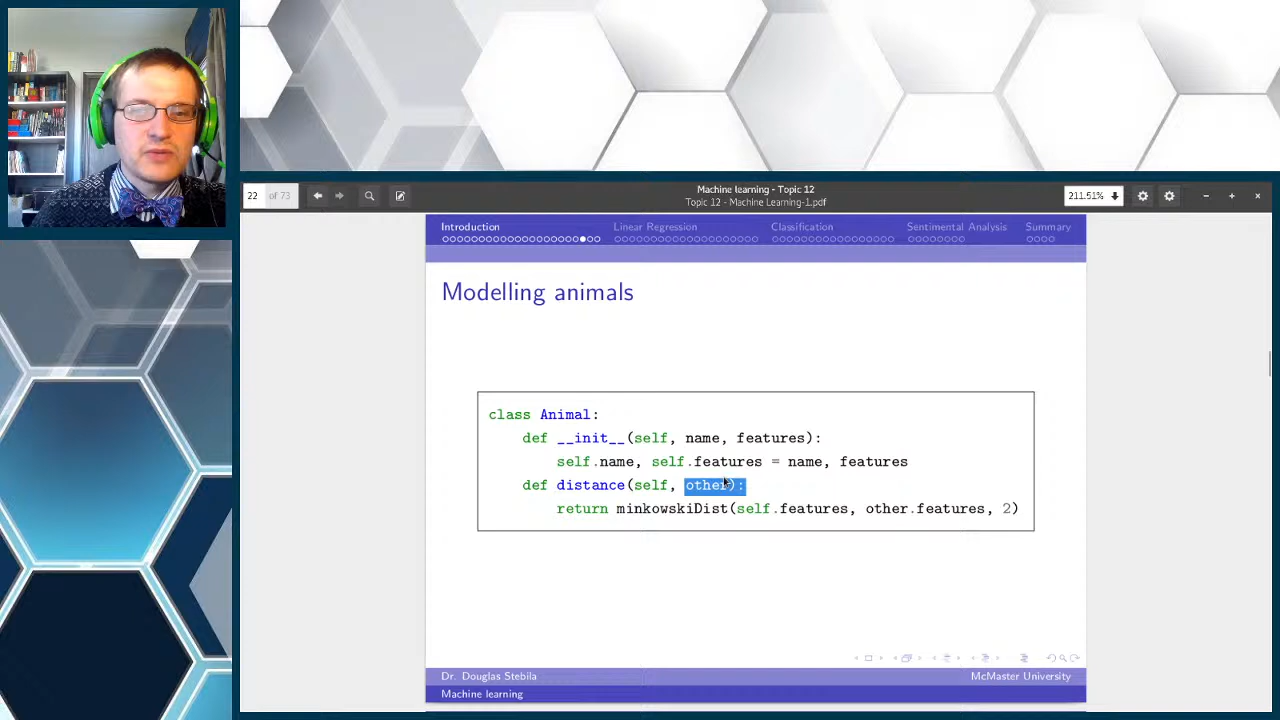 22 of 73
Machine learning - Topic 12
Topic 12 - Machine Learning-1.pdf
211.51%
Introduction Linear Regression Classification Sentimental Analysis Summary
Modelling animals
class Animal:
def __init__(self, name, features):
self.name, self.features = name, features
def distance(self, other):
return minkowskiDist(self.features, other.features, 2)
Dr. Douglas Stebila McMaster University
Machine learning